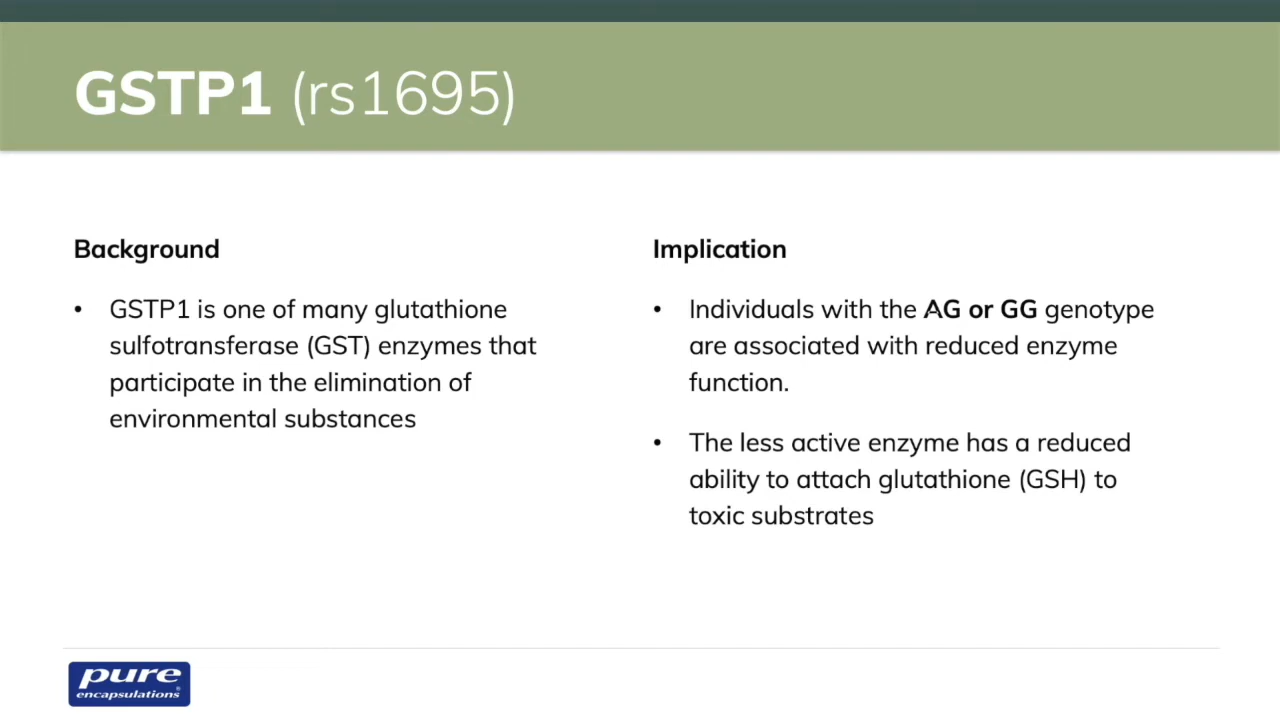 GSTP1 (rs1695)
Background
• GSTP1 is one of many glutathione
sulfotransferase (GST) enzymes that
participate in the elimination of
environmental substances
Implication
• Individuals with the AG or GG genotype
are associated with reduced enzyme
function.
• The less active enzyme has a reduced
ability to attach glutathione (GSH) to
toxic substrates
pure
encapsulations®